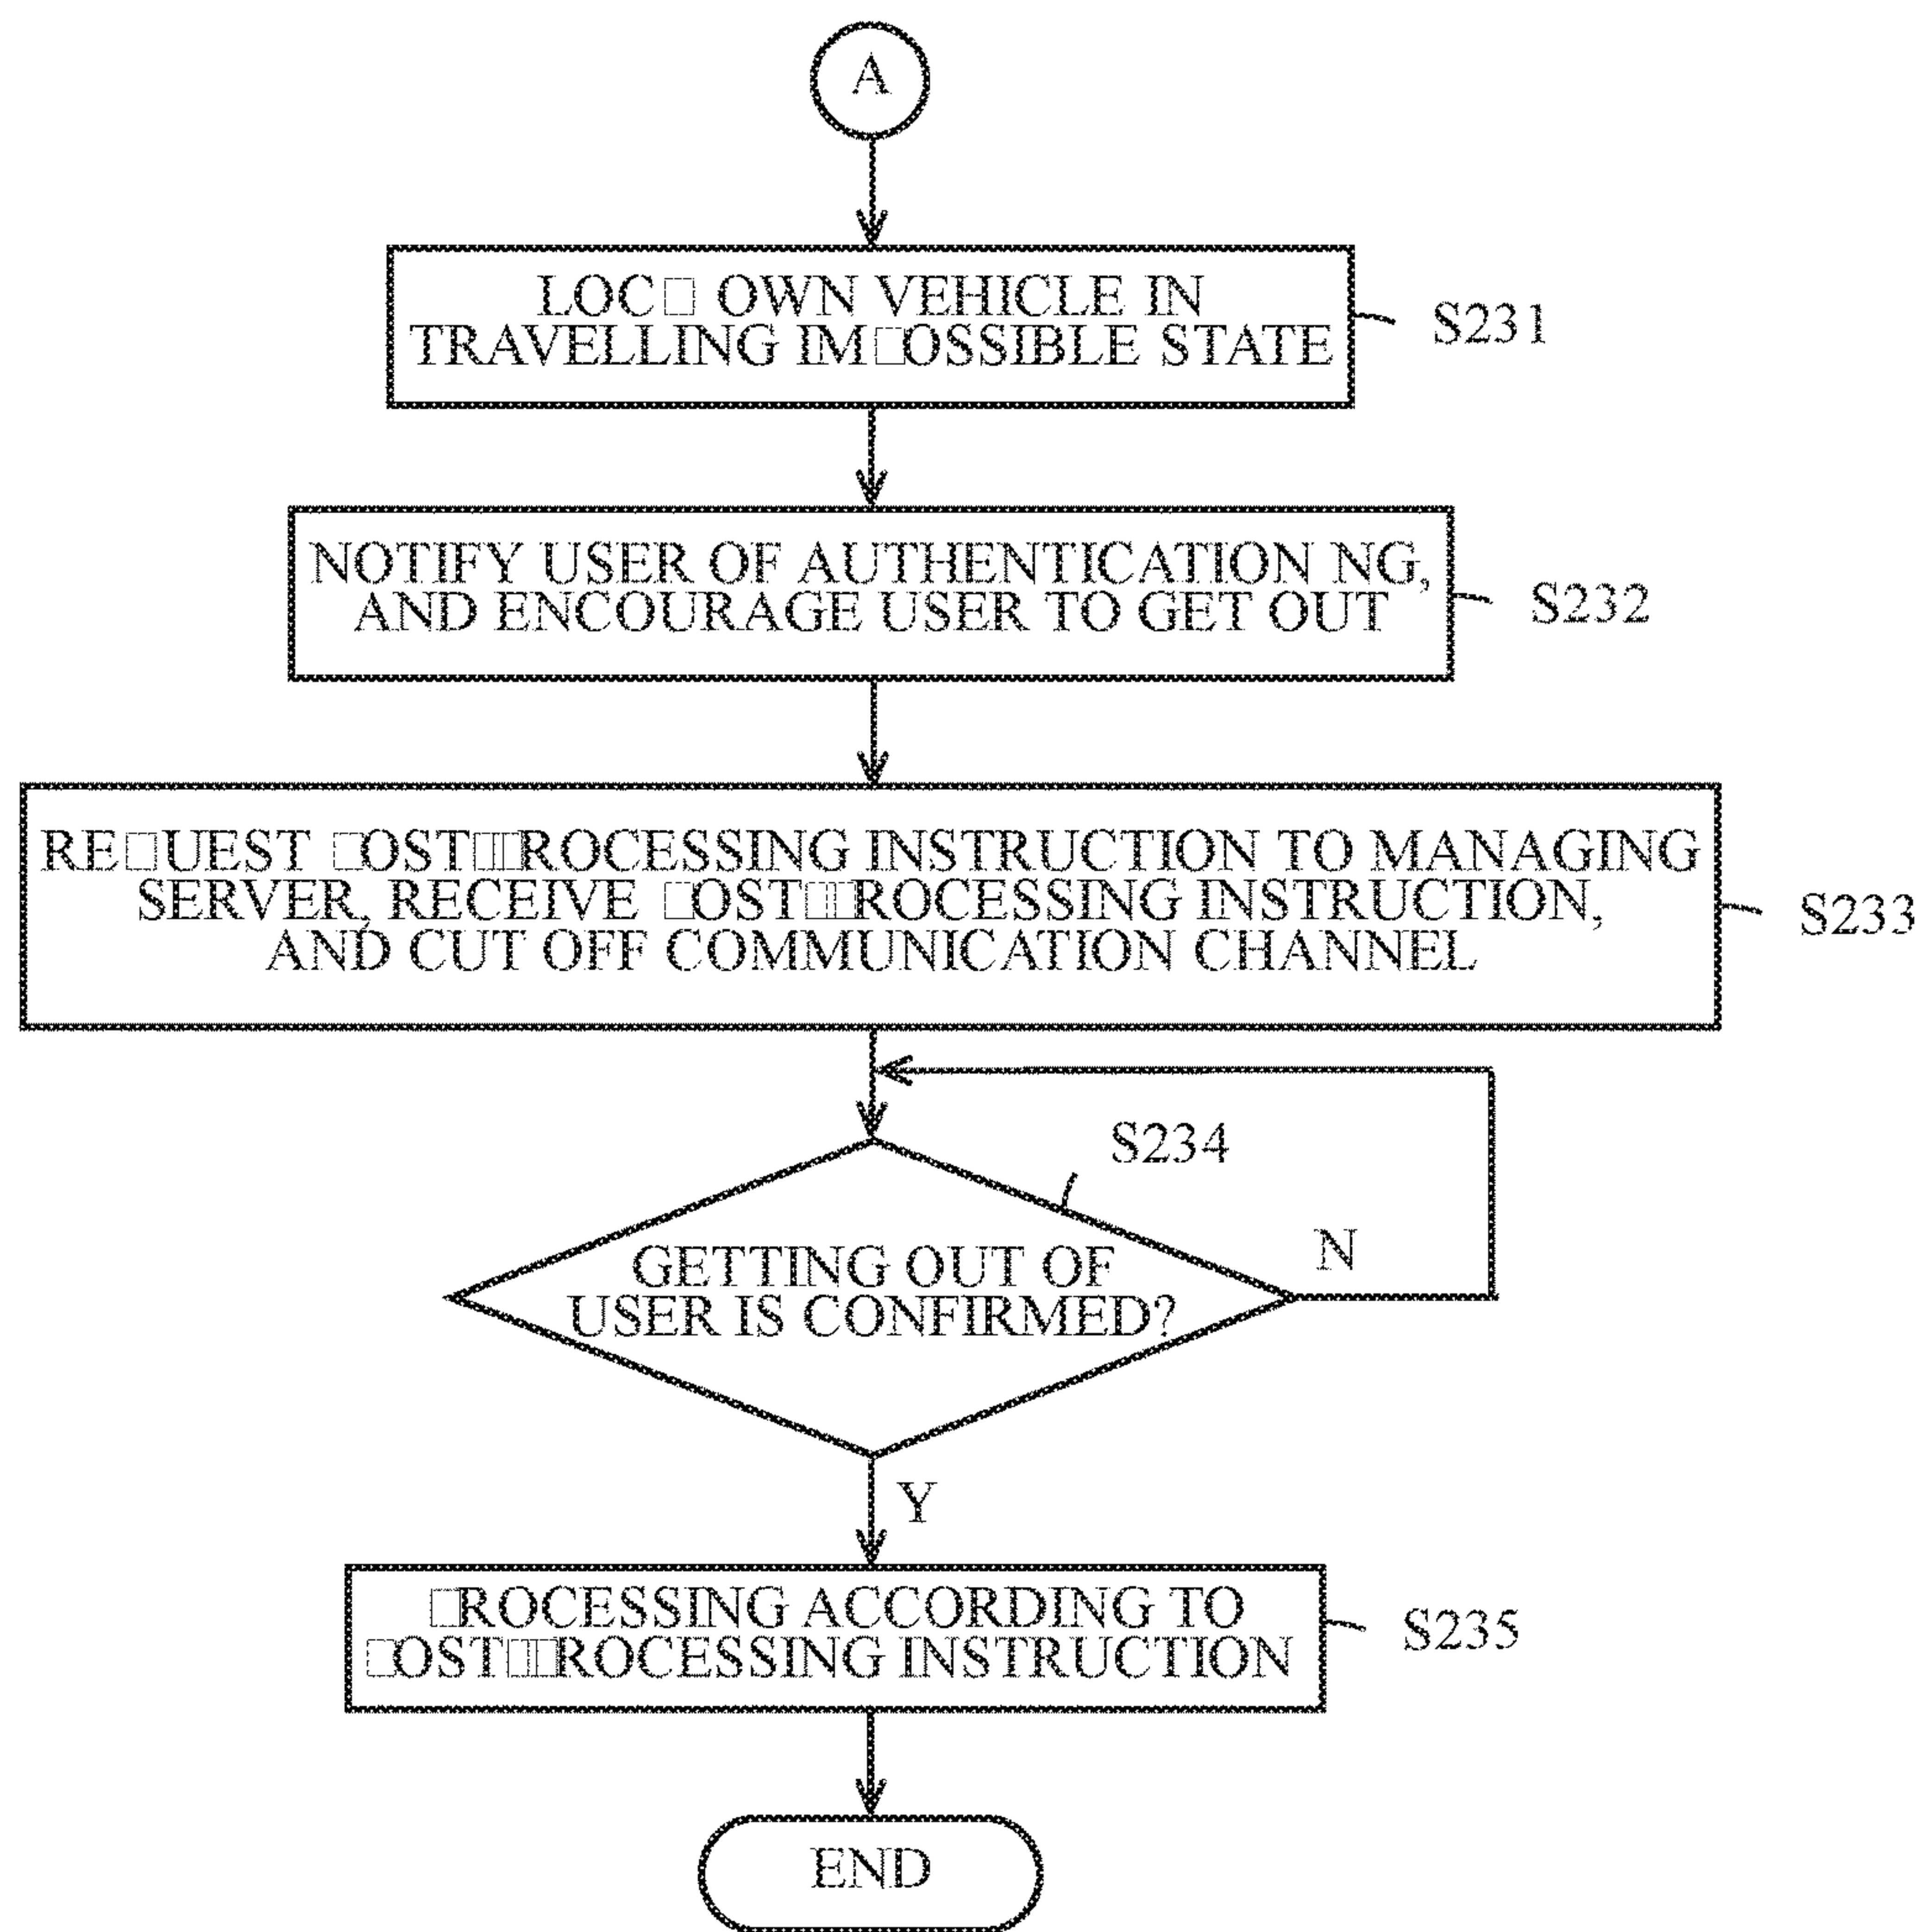 A
LOC□ OWN VEHICLE IN
TRAVELLING IM□OSSIBLE STATE
S231
NOTIFY USER OF AUTHENTICATION NG,
AND ENCOURAGE USER TO GET OUT
S232
RE□UEST □OST□□ROCESSING INSTRUCTION TO MANAGING
SERVER, RECEIVE □OST□□ROCESSING INSTRUCTION,
AND CUT OFF COMMUNICATION CHANNEL
S233
S234
GETTING OUT OF
USER IS CONFIRMED?
N
Y
□ROCESSING ACCORDING TO
□OST□□ROCESSING INSTRUCTION
S235
END